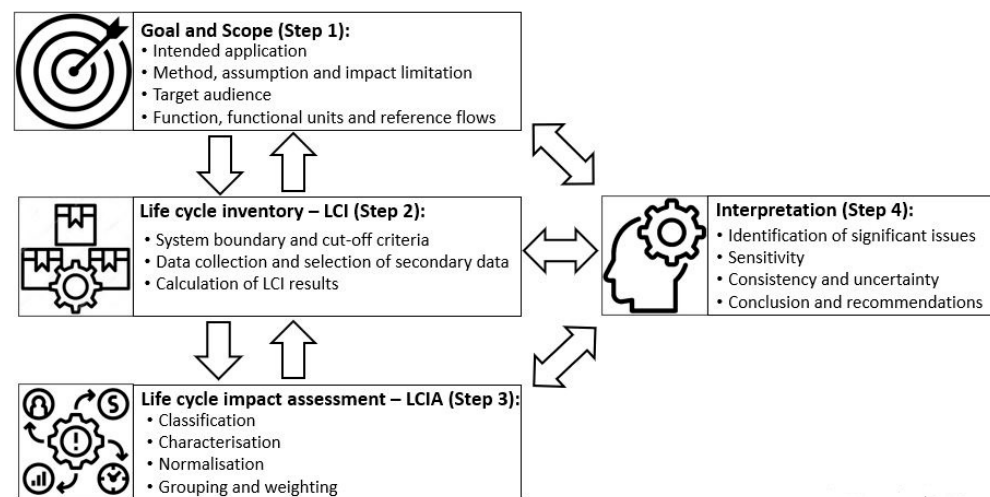 Goal and Scope (Step 1):
• Intended application
• Method, assumption and impact limitation
• Target audience
• Function, functional units and reference flows
Life cycle inventory – LCI (Step 2):
• System boundary and cut-off criteria
• Data collection and selection of secondary data
• Calculation of LCI results
Interpretation (Step 4):
• Identification of significant issues
• Sensitivity
• Consistency and uncertainty
• Conclusion and recommendations
Life cycle impact assessment – LCIA (Step 3):
• Classification
• Characterisation
• Normalisation
• Grouping and weighting
S
!